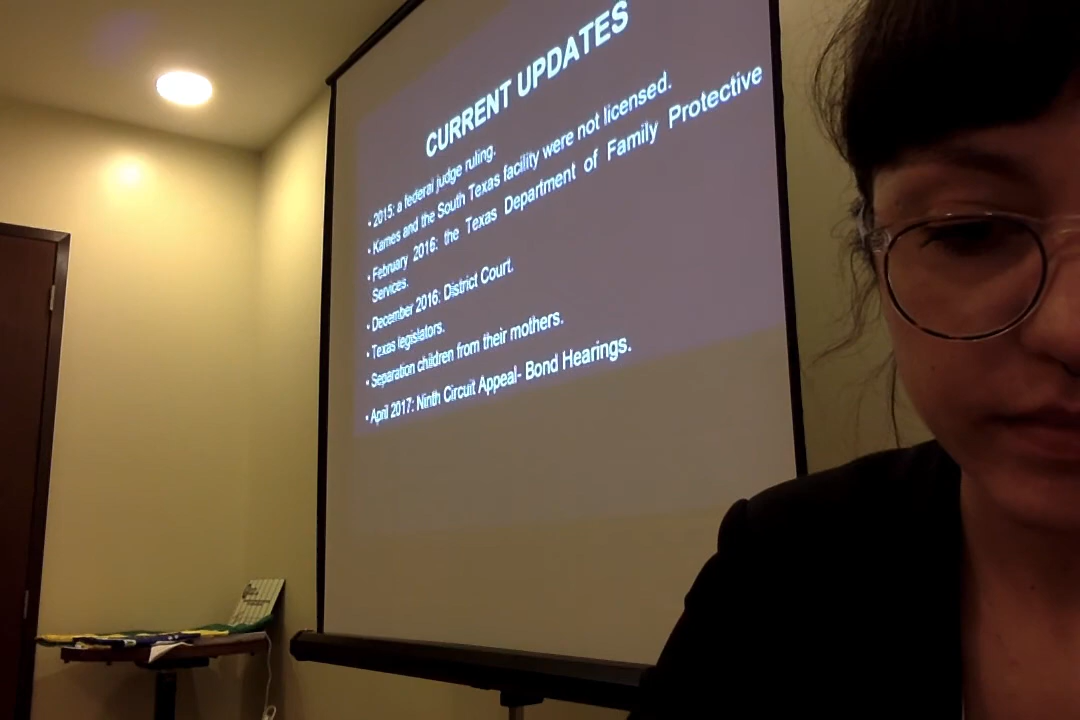 CURRENT UPDATES
• 2015: a federal judge ruling.
• Karnes and the South Texas facility were not licensed.
• February 2016: the Texas Department of Family Protective
Services.
• December 2016: District Court.
• Texas legislators.
• Separation children from their mothers.
• April 2017: Ninth Circuit Appeal- Bond Hearings.